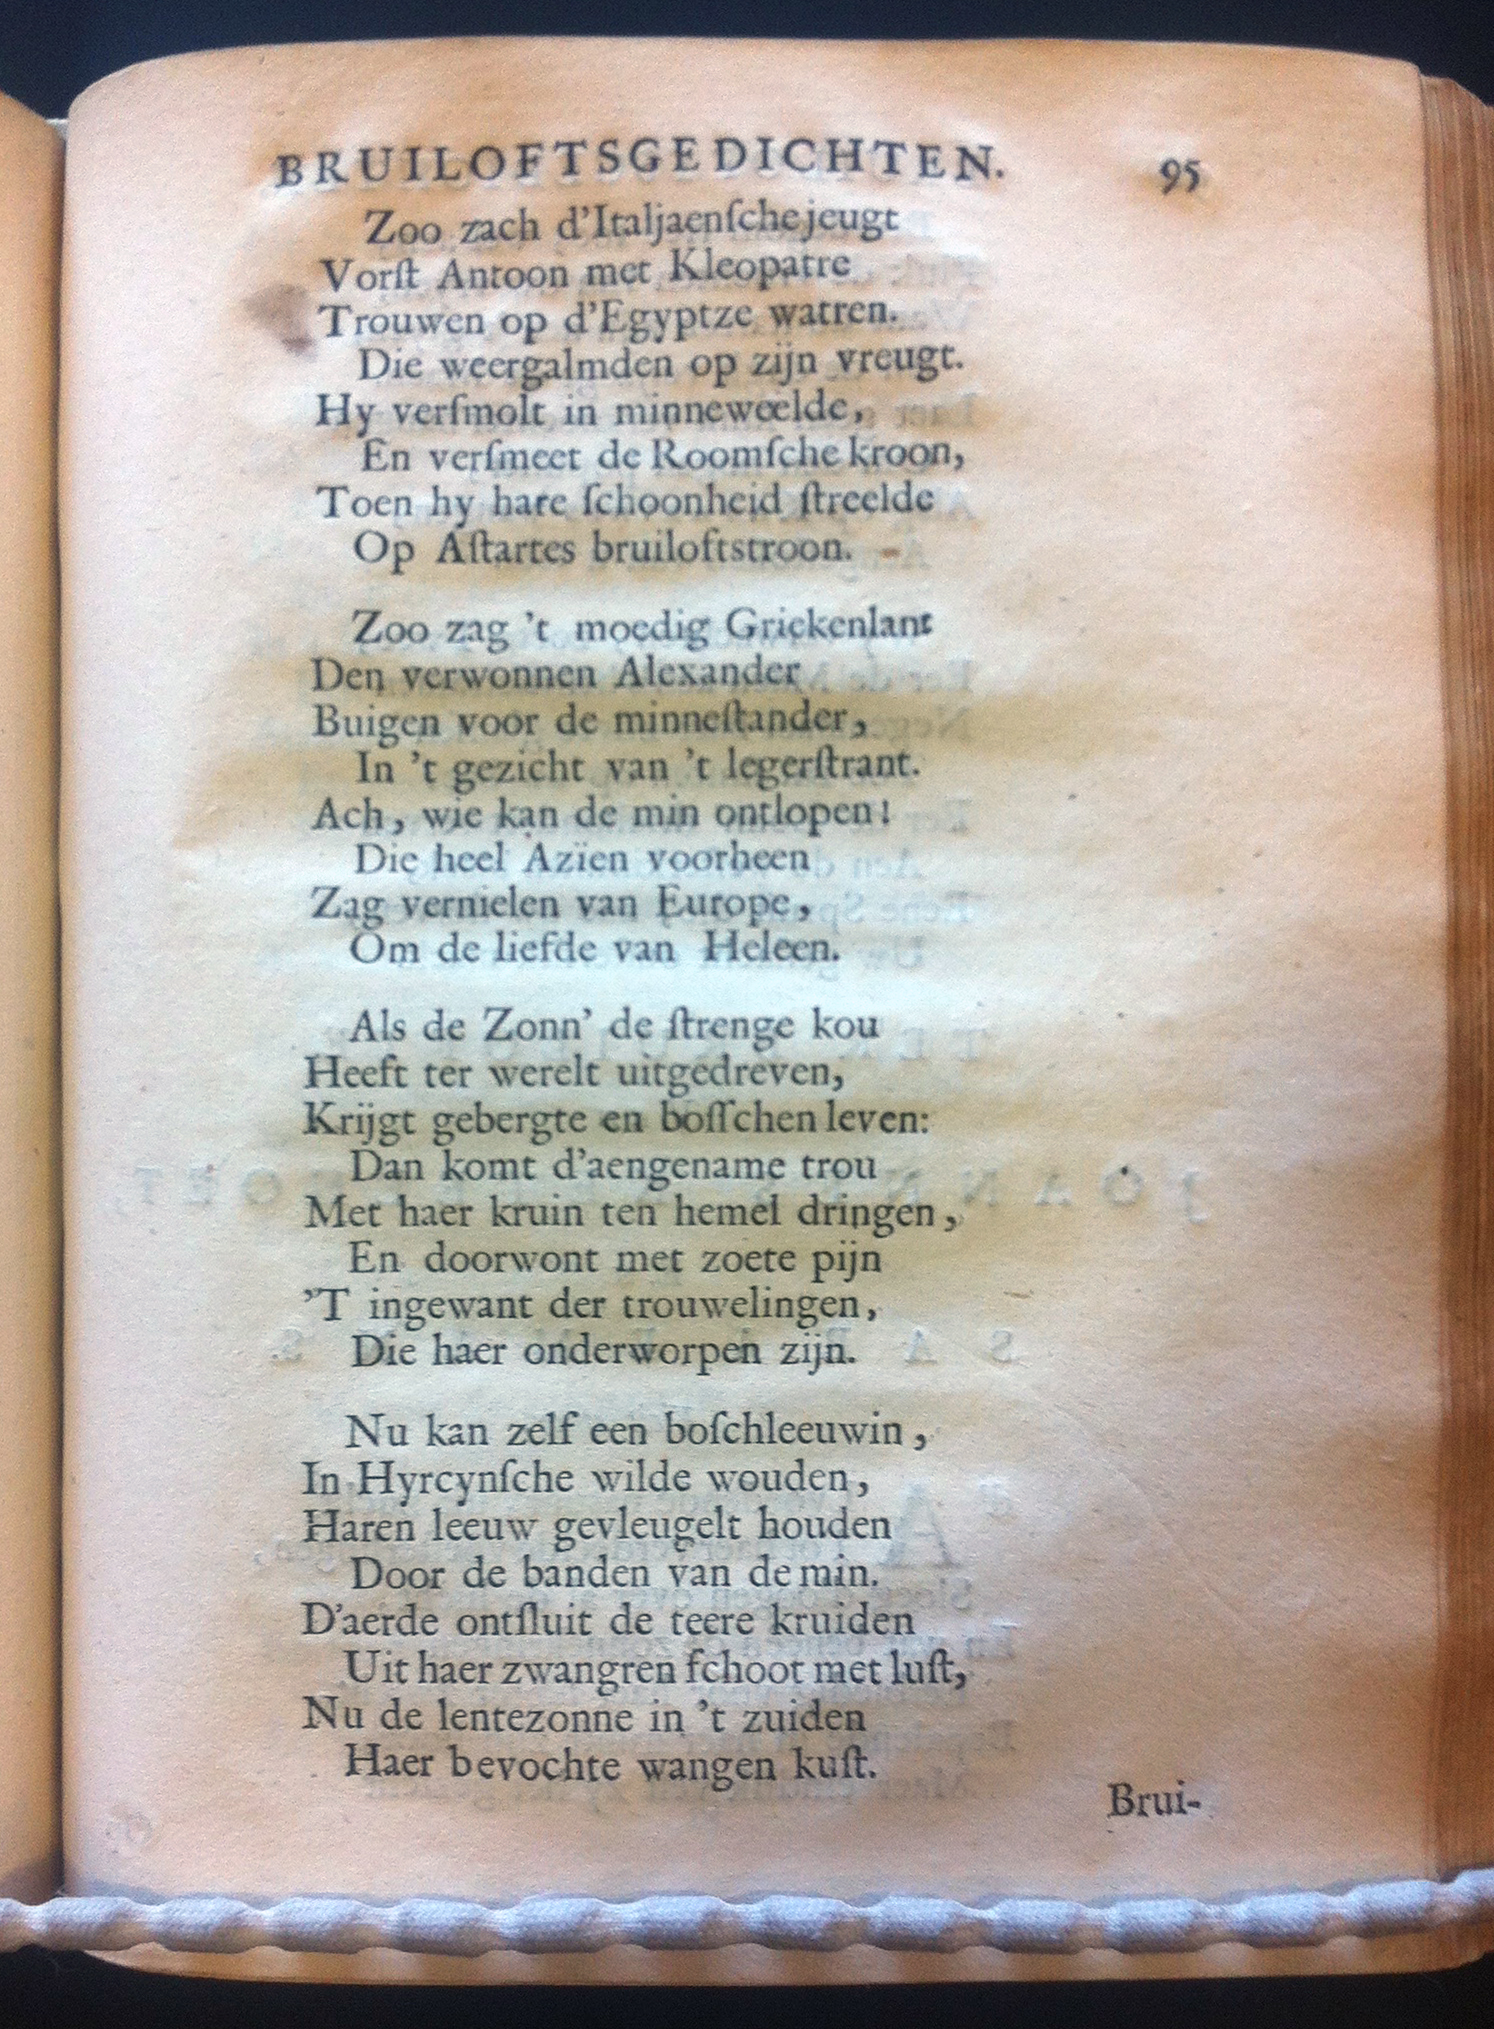 BRUILOFTSGEDICHTEN. 95
Zoo zach d'Italjaenſche jeugt
Vorſt Antoon met Kleopatre
Trouwen op d'Egyptze watren.
Die weergalmden op zijn vreugt.
Hy verſmolt in minneweelde,
En verſmeet de Roomſche kroon,
Toen hy hare ſchoonheid ſtreelde
Op Aſtartes bruiloftstroon.
Zoo zag 't moedig Griekenlant
Den verwonnen Alexander
Buigen voor de minneſtander,
In 't gezicht van 't legerſtrant.
Ach, wie kan de min ontlopen!
Die heel Azien voorheen
Zag vernielen van Europe,
Om de liefde van Heleen.
Als de Zonn' de ſtrenge kou
Heeft ter werelt uitgedreven,
Krijgt gebergte en boſſchen leven:
Dan komt d'aengename trou
Met haer kruin ten hemel dringen,
En doorwont met zoete pijn
'T ingewant der trouwelingen,
Die haer onderworpen zijn.
Nu kan zelf een boſchleeuwin,
In Hyrcynſche wilde wouden,
Haren leeuw gevleugelt houden
Door de banden van de min.
D'aerde ontſluit de teere kruiden
Uit haer zwangren ſchoot met luſt,
Nu de lentezonne in 't zuiden
Haer bevochte wangen kuſt.
Brui-